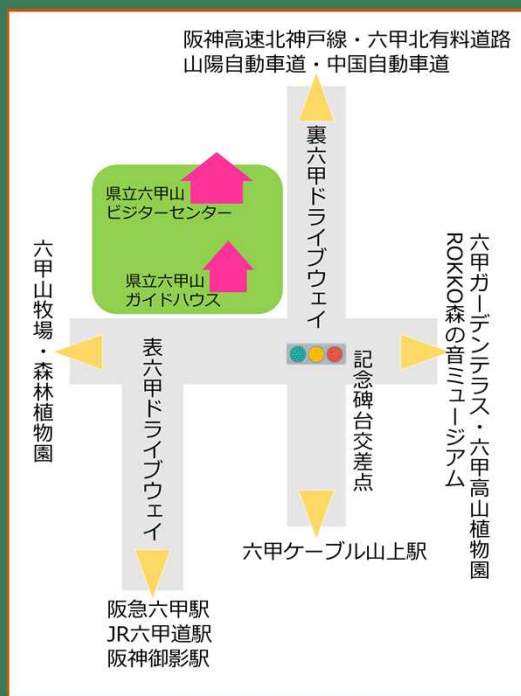 阪神高速北神戸線・六甲北有料道路
山陽自動車道・中国自動車道
裏六甲ドライブウェイ
県立六甲山
ビジターセンター
県立六甲山
ガイドハウス
六甲山牧場・森林植物園
表六甲ドライブウェイ
記念碑台交差点
六甲ガーデンテラス・六甲高山植物園
ROKKO森の音ミュージアム
六甲ケーブル山上駅
阪急六甲駅
JR六甲道駅
阪神御影駅